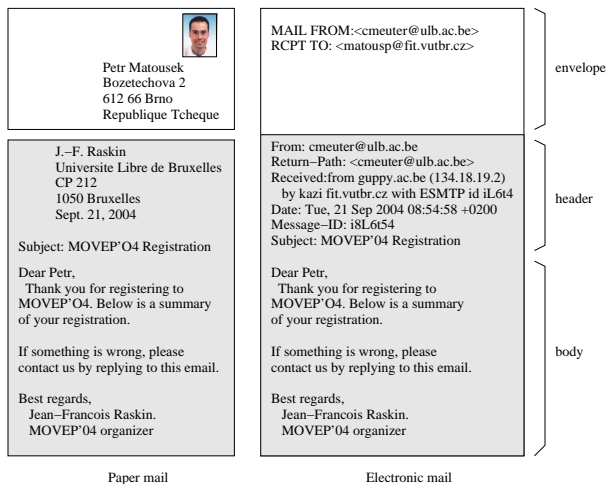 Petr Matousek
Bozetechova 2
612 66 Brno
Republique Tcheque
J.−F. Raskin
Universite Libre de Bruxelles
CP 212
1050 Bruxelles
Sept. 21, 2004
Subject: MOVEP'O4 Registration
Dear Petr,
Thank you for registering to
MOVEP'O4. Below is a summary
of your registration.
If something is wrong, please
contact us by replying to this email.
Best regards,
Jean−Francois Raskin.
MOVEP'04 organizer
Paper mail
MAIL FROM:<cmeuter@ulb.ac.be>
RCPT TO: <matousp@fit.vutbr.cz>
From: cmeuter@ulb.ac.be
Return−Path: <cmeuter@ulb.ac.be>
Received:from guppy.ac.be (134.18.19.2)
by kazi fit.vutbr.cz with ESMTP id iL6t4
Date: Tue, 21 Sep 2004 08:54:58 +0200
Message−ID: i8L6t54
Subject: MOVEP'04 Registration
Dear Petr,
Thank you for registering to
MOVEP'O4. Below is a summary
of your registration.
If something is wrong, please
contact us by replying to this email.
Best regards,
Jean−Francois Raskin.
MOVEP'04 organizer
Electronic mail
envelope
header
body